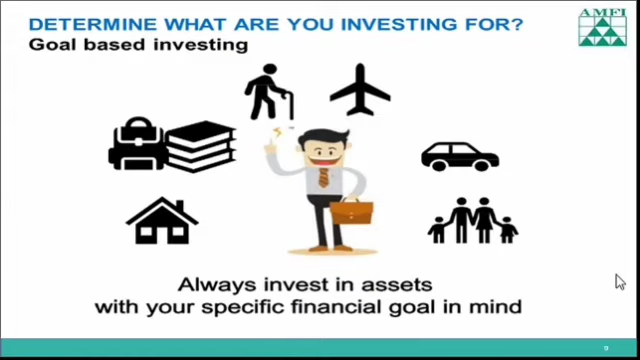 DETERMINE WHAT ARE YOU INVESTING FOR?
AMFI
Goal based investing
Always invest in assets
with your specific financial goal in mind
9